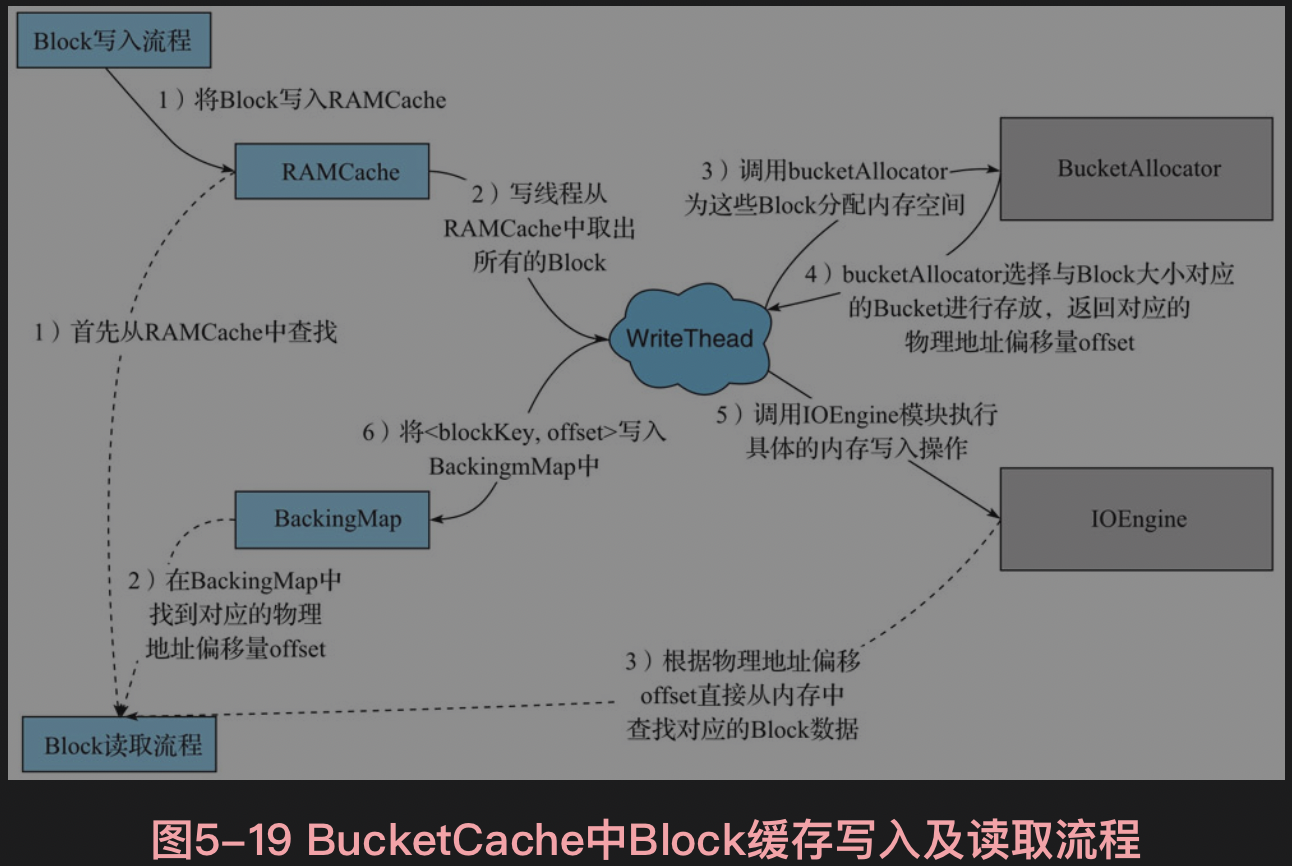 Block写入流程
1）将Block写入RAMCache
RAMCache
2）写线程从
RAMCache中取出
所有的Block
3）调用bucketAllocator
为这些Block分配内存空间
BucketAllocator
4）bucketAllocator选择与Block大小对应
的Bucket进行存放，返回对应的
物理地址偏移量offset
WriteThead
1）首先从RAMCache中查找
5）调用IOEngine模块执行
具体的内存写入操作
6）将<blockKey, offset>写入
BackingmMap中
BackingMap
IOEngine
2）在BackingMap中
找到对应的物理
地址偏移量offset
3）根据物理地址偏移
offset直接从内存中
查找对应的Block数据
Block读取流程
图5-19 BucketCache中Block缓存写入及读取流程